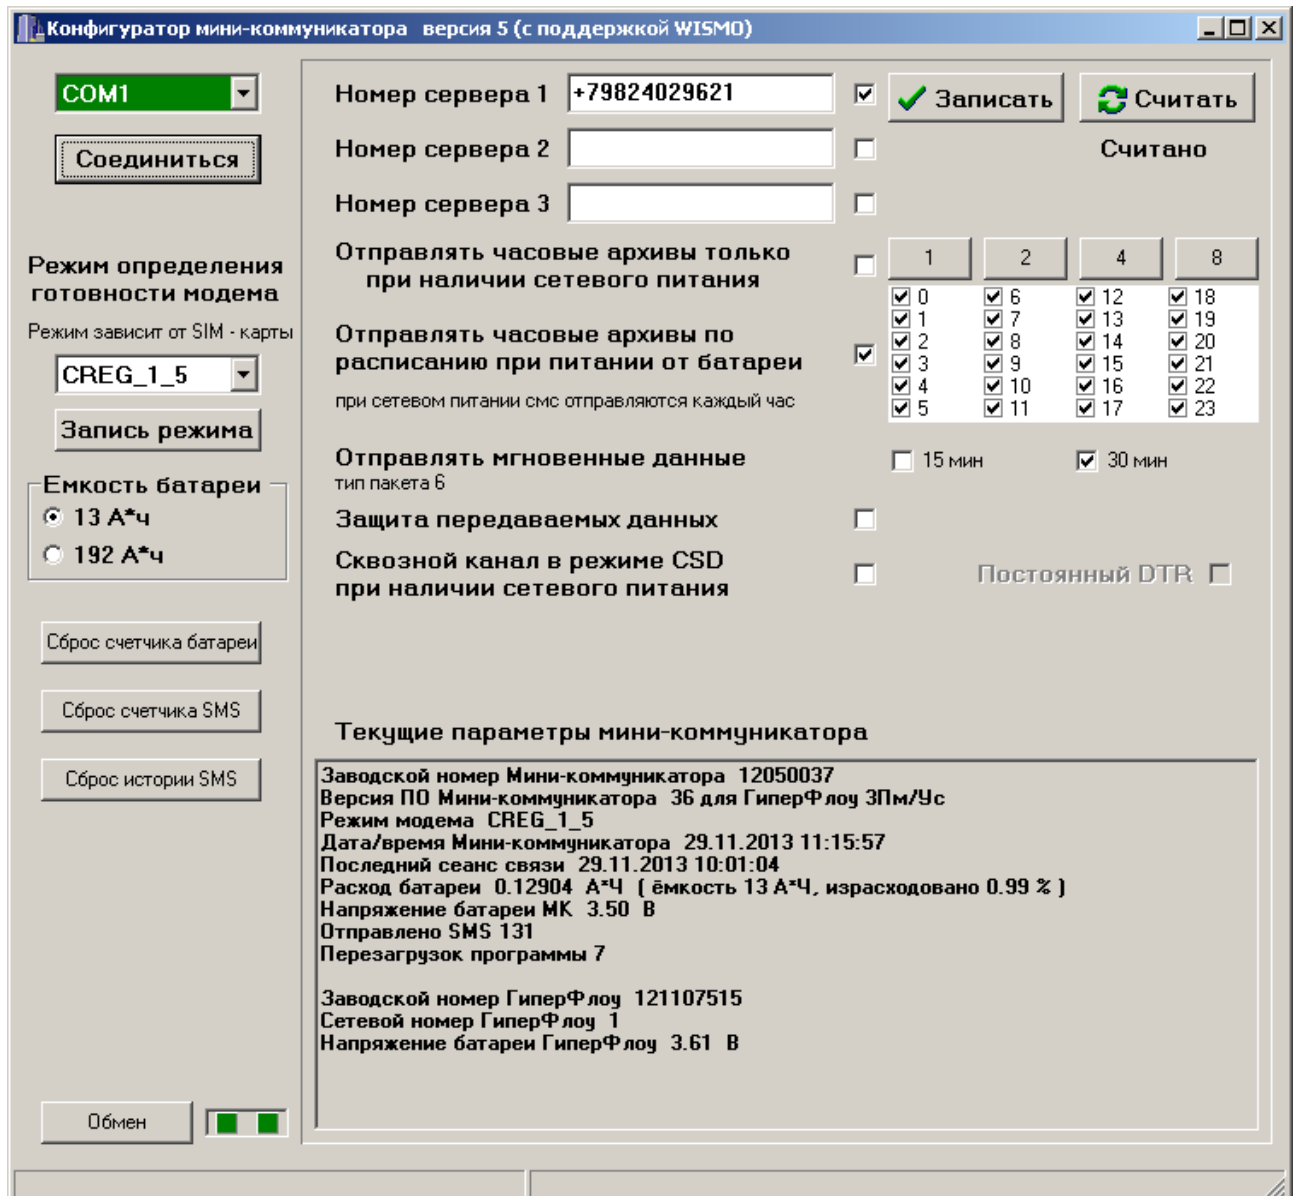 Конфигуратор мини-коммуникатора версия 5 (с поддержкой WISMO)
COM1
Соединиться
Режим определения
готовности модема
Режим зависит от SIM - карты
CREG_1_5
Запись режима
Емкость батареи
13 А*ч
192 А*ч
Сброс счетчика батареи
Сброс счетчика SMS
Сброс истории SMS
Обмен
Номер сервера 1 +79824029621
Записать
Считать
Номер сервера 2
Считано
Номер сервера 3
Отправлять часовые архивы только
при наличии сетевого питания
1 2 4 8
0 6 12 18
1 7 13 19
2 8 14 20
3 9 15 21
4 10 16 22
5 11 17 23
Отправлять часовые архивы по
расписанию при питании от батареи
при сетевом питании смс отправляются каждый час
Отправлять мгновенные данные
15 мин 30 мин
тип пакета 6
Защита передаваемых данных
Сквозной канал в режиме CSD
при наличии сетевого питания
Постоянный DTR
Текущие параметры мини-коммуникатора
Заводской номер Мини-коммуникатора 12050037
Версия ПО Мини-коммуникатора 36 для ГиперФлоу 3Пм/Ус
Режим модема CREG_1_5
Дата/время Мини-коммуникатора 29.11.2013 11:15:57
Последний сеанс связи 29.11.2013 10:01:04
Расход батареи 0.12904 А*Ч ( ёмкость 13 А*Ч, израсходовано 0.99 % )
Напряжение батареи МК 3.50 В
Отправлено SMS 131
Перезагрузок программы 7
Заводской номер ГиперФлоу 121107515
Сетевой номер ГиперФлоу 1
Напряжение батареи ГиперФлоу 3.61 В